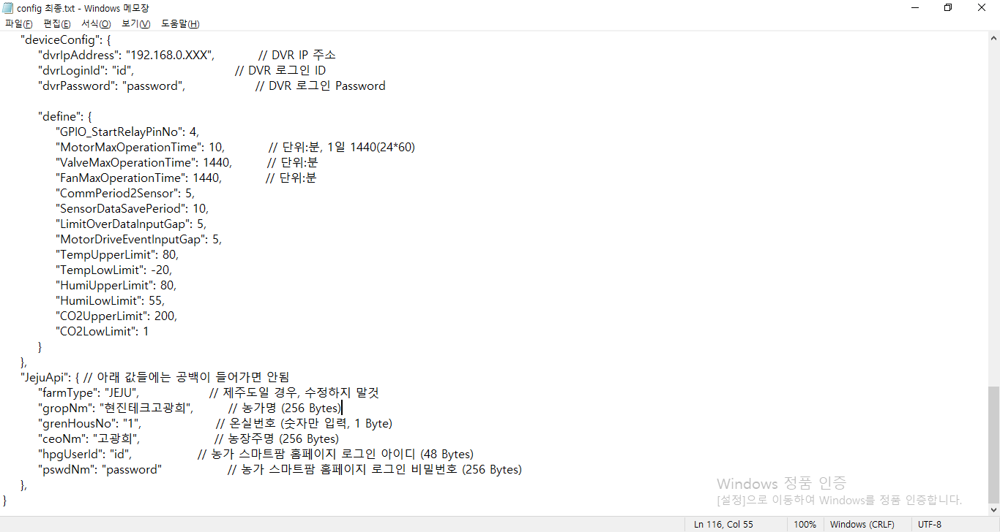 config 최종.txt - Windows 메모장
파일(F) 편집(E) 서식(O) 보기(V) 도움말(H)
"deviceConfig": {
"dvrIpAddress": "192.168.0.XXX", // DVR IP 주소
"dvrLoginId": "id", // DVR 로그인 ID
"dvrPassword": "password", // DVR 로그인 Password
"define": {
"GPIO_StartRelayPinNo": 4,
"MotorMaxOperationTime": 10, // 단위:분, 1일 1440(24*60)
"ValveMaxOperationTime": 1440, // 단위:분
"FanMaxOperationTime": 1440, // 단위:분
"CommPeriod2Sensor": 5,
"SensorDataSavePeriod": 10,
"LimitOverDataInputGap": 5,
"MotorDriveEventInputGap": 5,
"TempUpperLimit": 80,
"TempLowLimit": -20,
"HumiUpperLimit": 80,
"HumiLowLimit": 55,
"CO2UpperLimit": 200,
"CO2LowLimit": 1
}
},
"JejuApi": { // 아래 값들에는 공백이 들어가면 안됨
"farmType": "JEJU", // 제주도일 경우, 수정하지 말것
"gropNm": "현진테크고광희", // 농가명 (256 Bytes)
"grenHousNo": "1", // 온실번호 (숫자만 입력, 1 Byte)
"ceoNm": "고광희", // 농장주명 (256 Bytes)
"hpgUserId": "id", // 농가 스마트팜 홈페이지 로그인 아이디 (48 Bytes)
"pswdNm": "password" // 농가 스마트팜 홈페이지 로그인 비밀번호 (256 Bytes)
},
}
Windows 정품 인증
[설정]으로 이동하여 Windows를 정품 인증합니다.
Ln 116, Col 55 100% Windows (CRLF) UTF-8